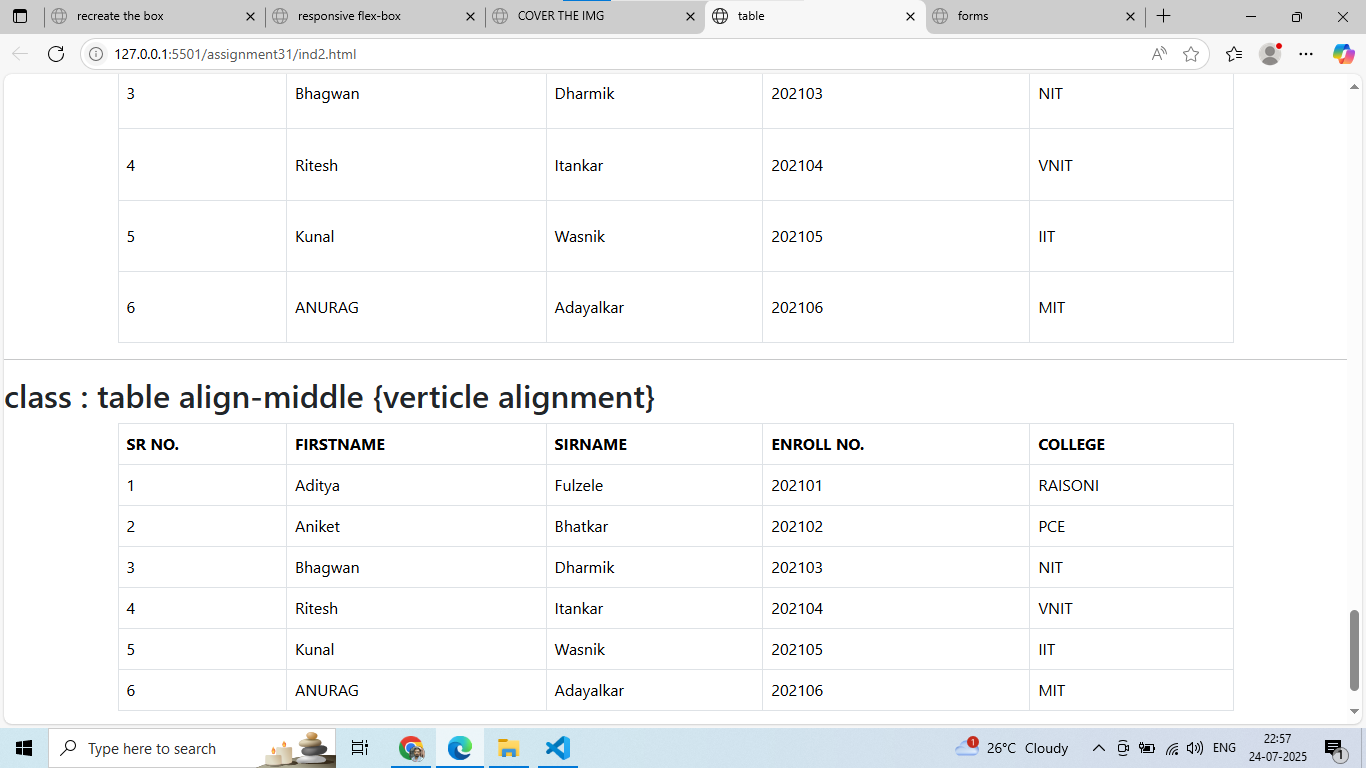 recreate the box responsive flex-box COVER THE IMG table forms
127.0.0.1:5501/assignment31/ind2.html
3 Bhagwan Dharmik 202103 NIT
4 Ritesh Itankar 202104 VNIT
5 Kunal Wasnik 202105 IIT
6 ANURAG Adayalkar 202106 MIT
class : table align-middle {verticle alignment}
SR NO. FIRSTNAME SIRNAME ENROLL NO. COLLEGE
1 Aditya Fulzele 202101 RAISONI
2 Aniket Bhatkar 202102 PCE
3 Bhagwan Dharmik 202103 NIT
4 Ritesh Itankar 202104 VNIT
5 Kunal Wasnik 202105 IIT
6 ANURAG Adayalkar 202106 MIT
Type here to search 1 26°C Cloudy ENG 22:57 1
24-07-2025